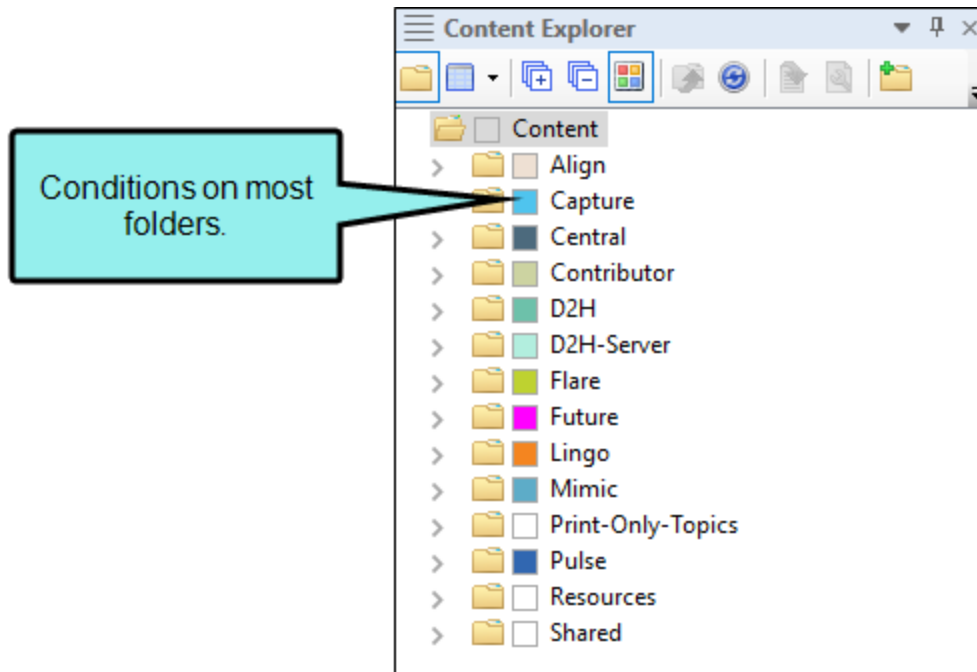 Content Explorer
Conditions on most
folders.
Content
Align
Capture
Central
Contributor
D2H
D2H-Server
Flare
Future
Lingo
Mimic
Print-Only-Topics
Pulse
Resources
Shared